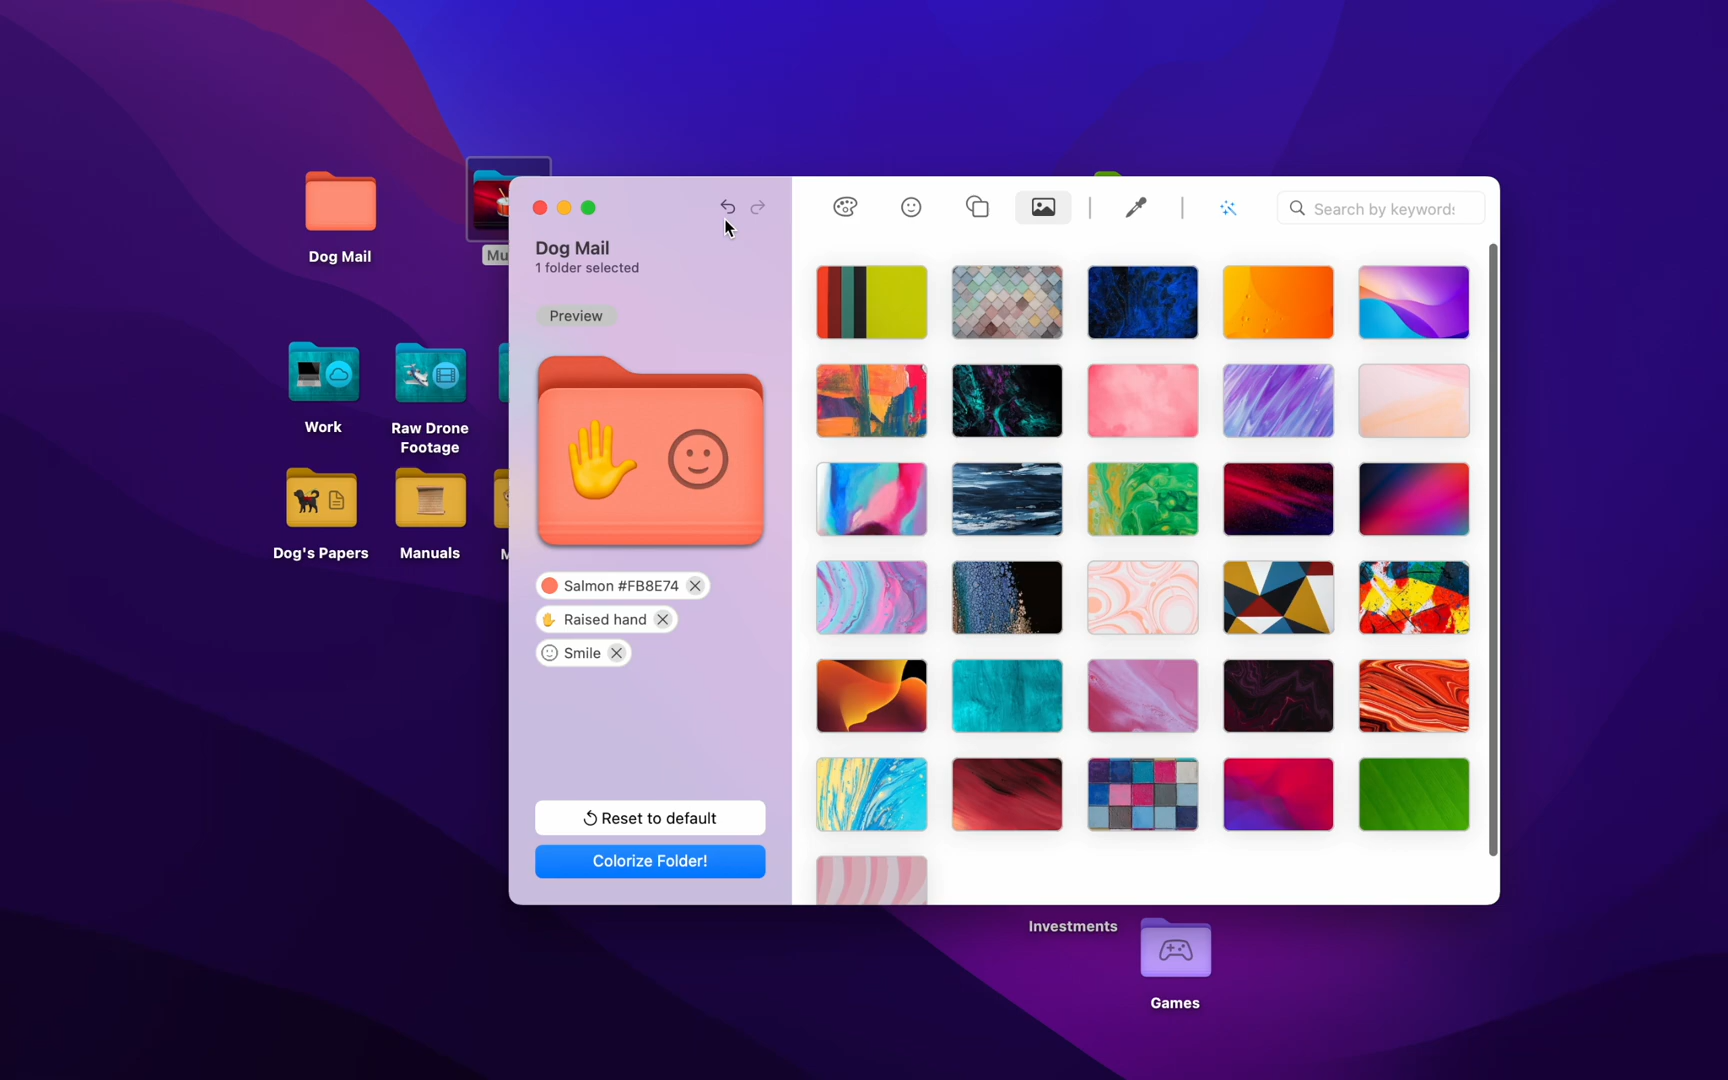 Dog Mail
Mu
Work
Raw Drone
Footage
Dog's Papers
Manuals
M
Dog Mail
1 folder selected
Preview
Salmon #FB8E74
Raised hand
Smile
Reset to default
Colorize Folder!
Search by keywords
Investments
Games